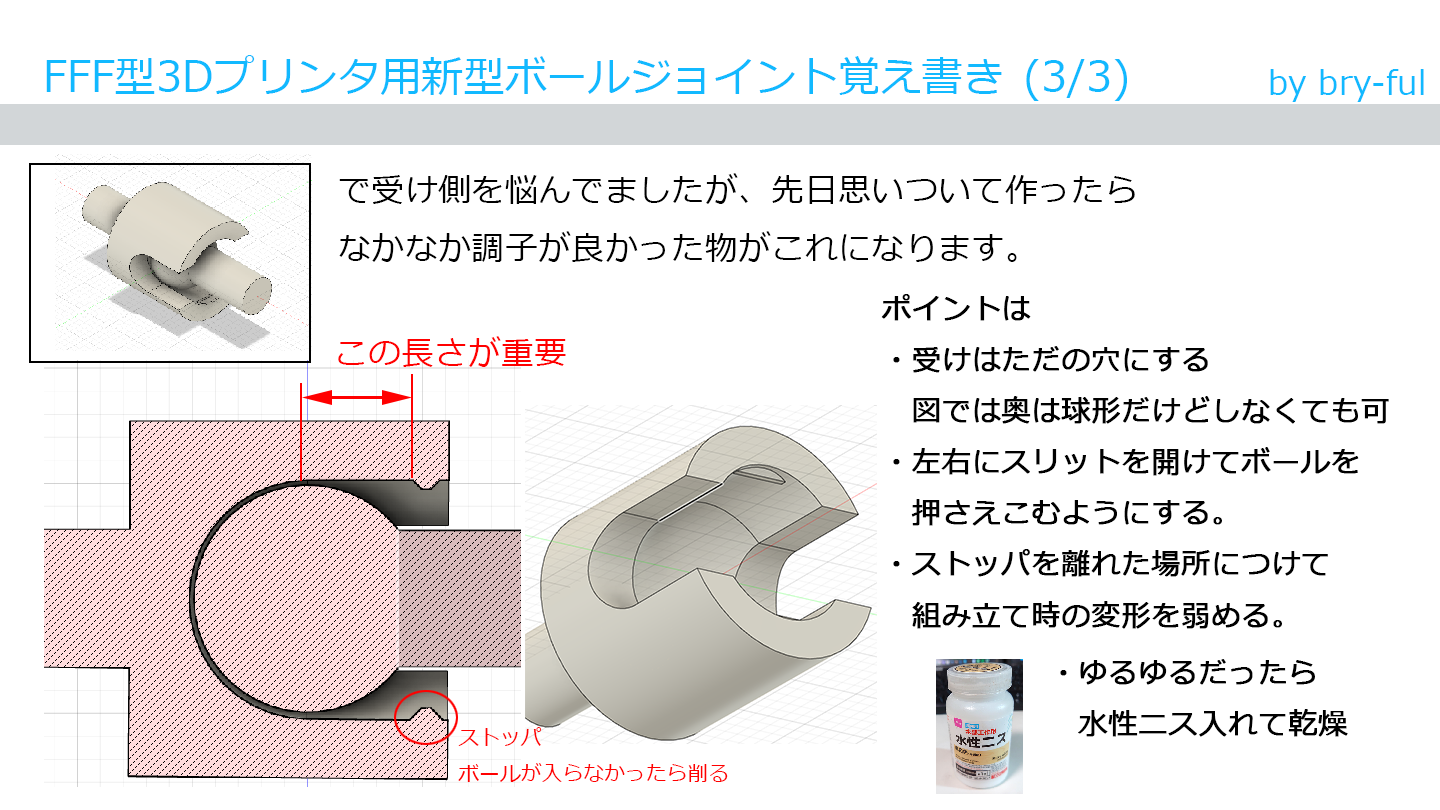 FFF型3Dプリンタ用新型ボールジョイント覚え書き (3/3)
by bry-ful
で受け側を悩んでましたが、先日思いついて作ったら
なかなか調子が良かった物がこれになります。
この長さが重要
ポイントは
・受けはただの穴にする
図では奥は球形だけどしなくても可
・左右にスリットを開けてボールを
押さえこむようにする。
・ストッパを離れた場所につけて
組み立て時の変形を弱める。
・ゆるゆるだったら
水性ニス入れて乾燥
ストッパ
ボールが入らなかったら削る
水性ニス